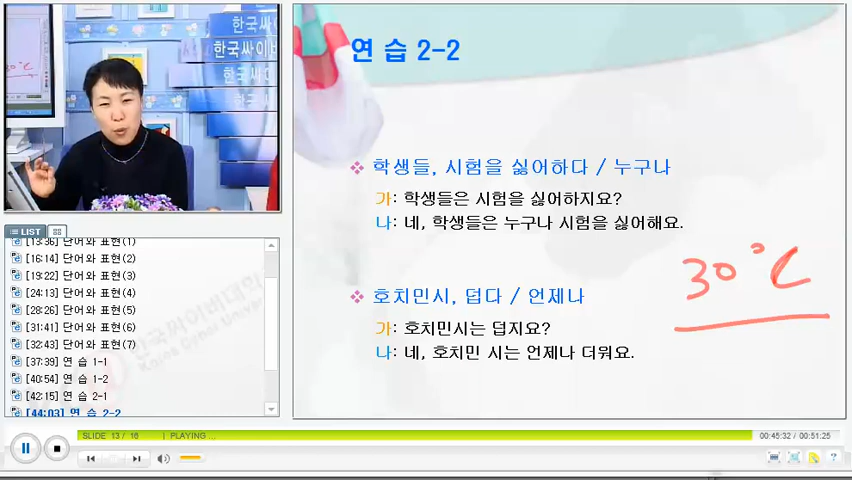 한국싸
한국싸이버
한국싸이버
연 습 2-2
학생들, 시험을 싫어하다 / 누구나
가: 학생들은 시험을 싫어하지요?
나: 네, 학생들은 누구나 시험을 싫어해요.
30°C
호치민시, 덥다 / 언제나
가: 호치민시는 덥지요?
나: 네, 호치민 시는 언제나 더워요.
LIST
[13:36] 단어와 표현(1)
[16:14] 단어와 표현(2)
[19:22] 단어와 표현(3)
[24:13] 단어와 표현(4)
[28:26] 단어와 표현(5)
[31:41] 단어와 표현(6)
[32:43] 단어와 표현(7)
[37:39] 연 습 1-1
[40:54] 연 습 1-2
[42:15] 연 습 2-1
[44:03] 연 습 2-2
SLIDE 13 / 16 | PLAYING ...
00:45:32 / 00:51:25